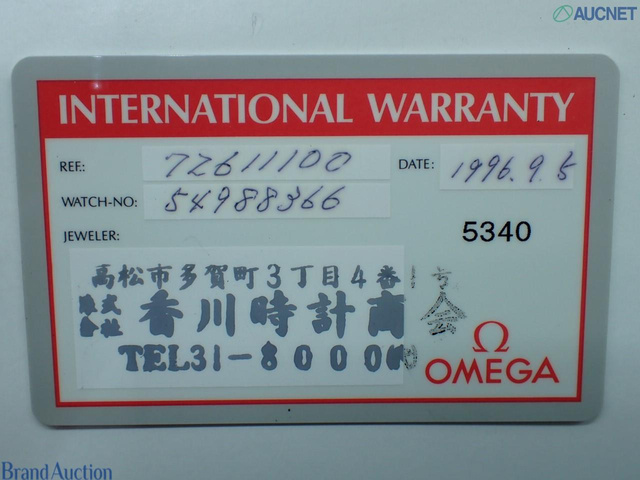 AUCNET
INTERNATIONAL WARRANTY
REF.: 72611100 DATE: 1996.9.5
WATCH-NO: 54988366
JEWELER: 5340
高松市多賀町3丁目4番1号
株式会社 香川時計商会
TEL31-8000
Ω
OMEGA
Brand Auction